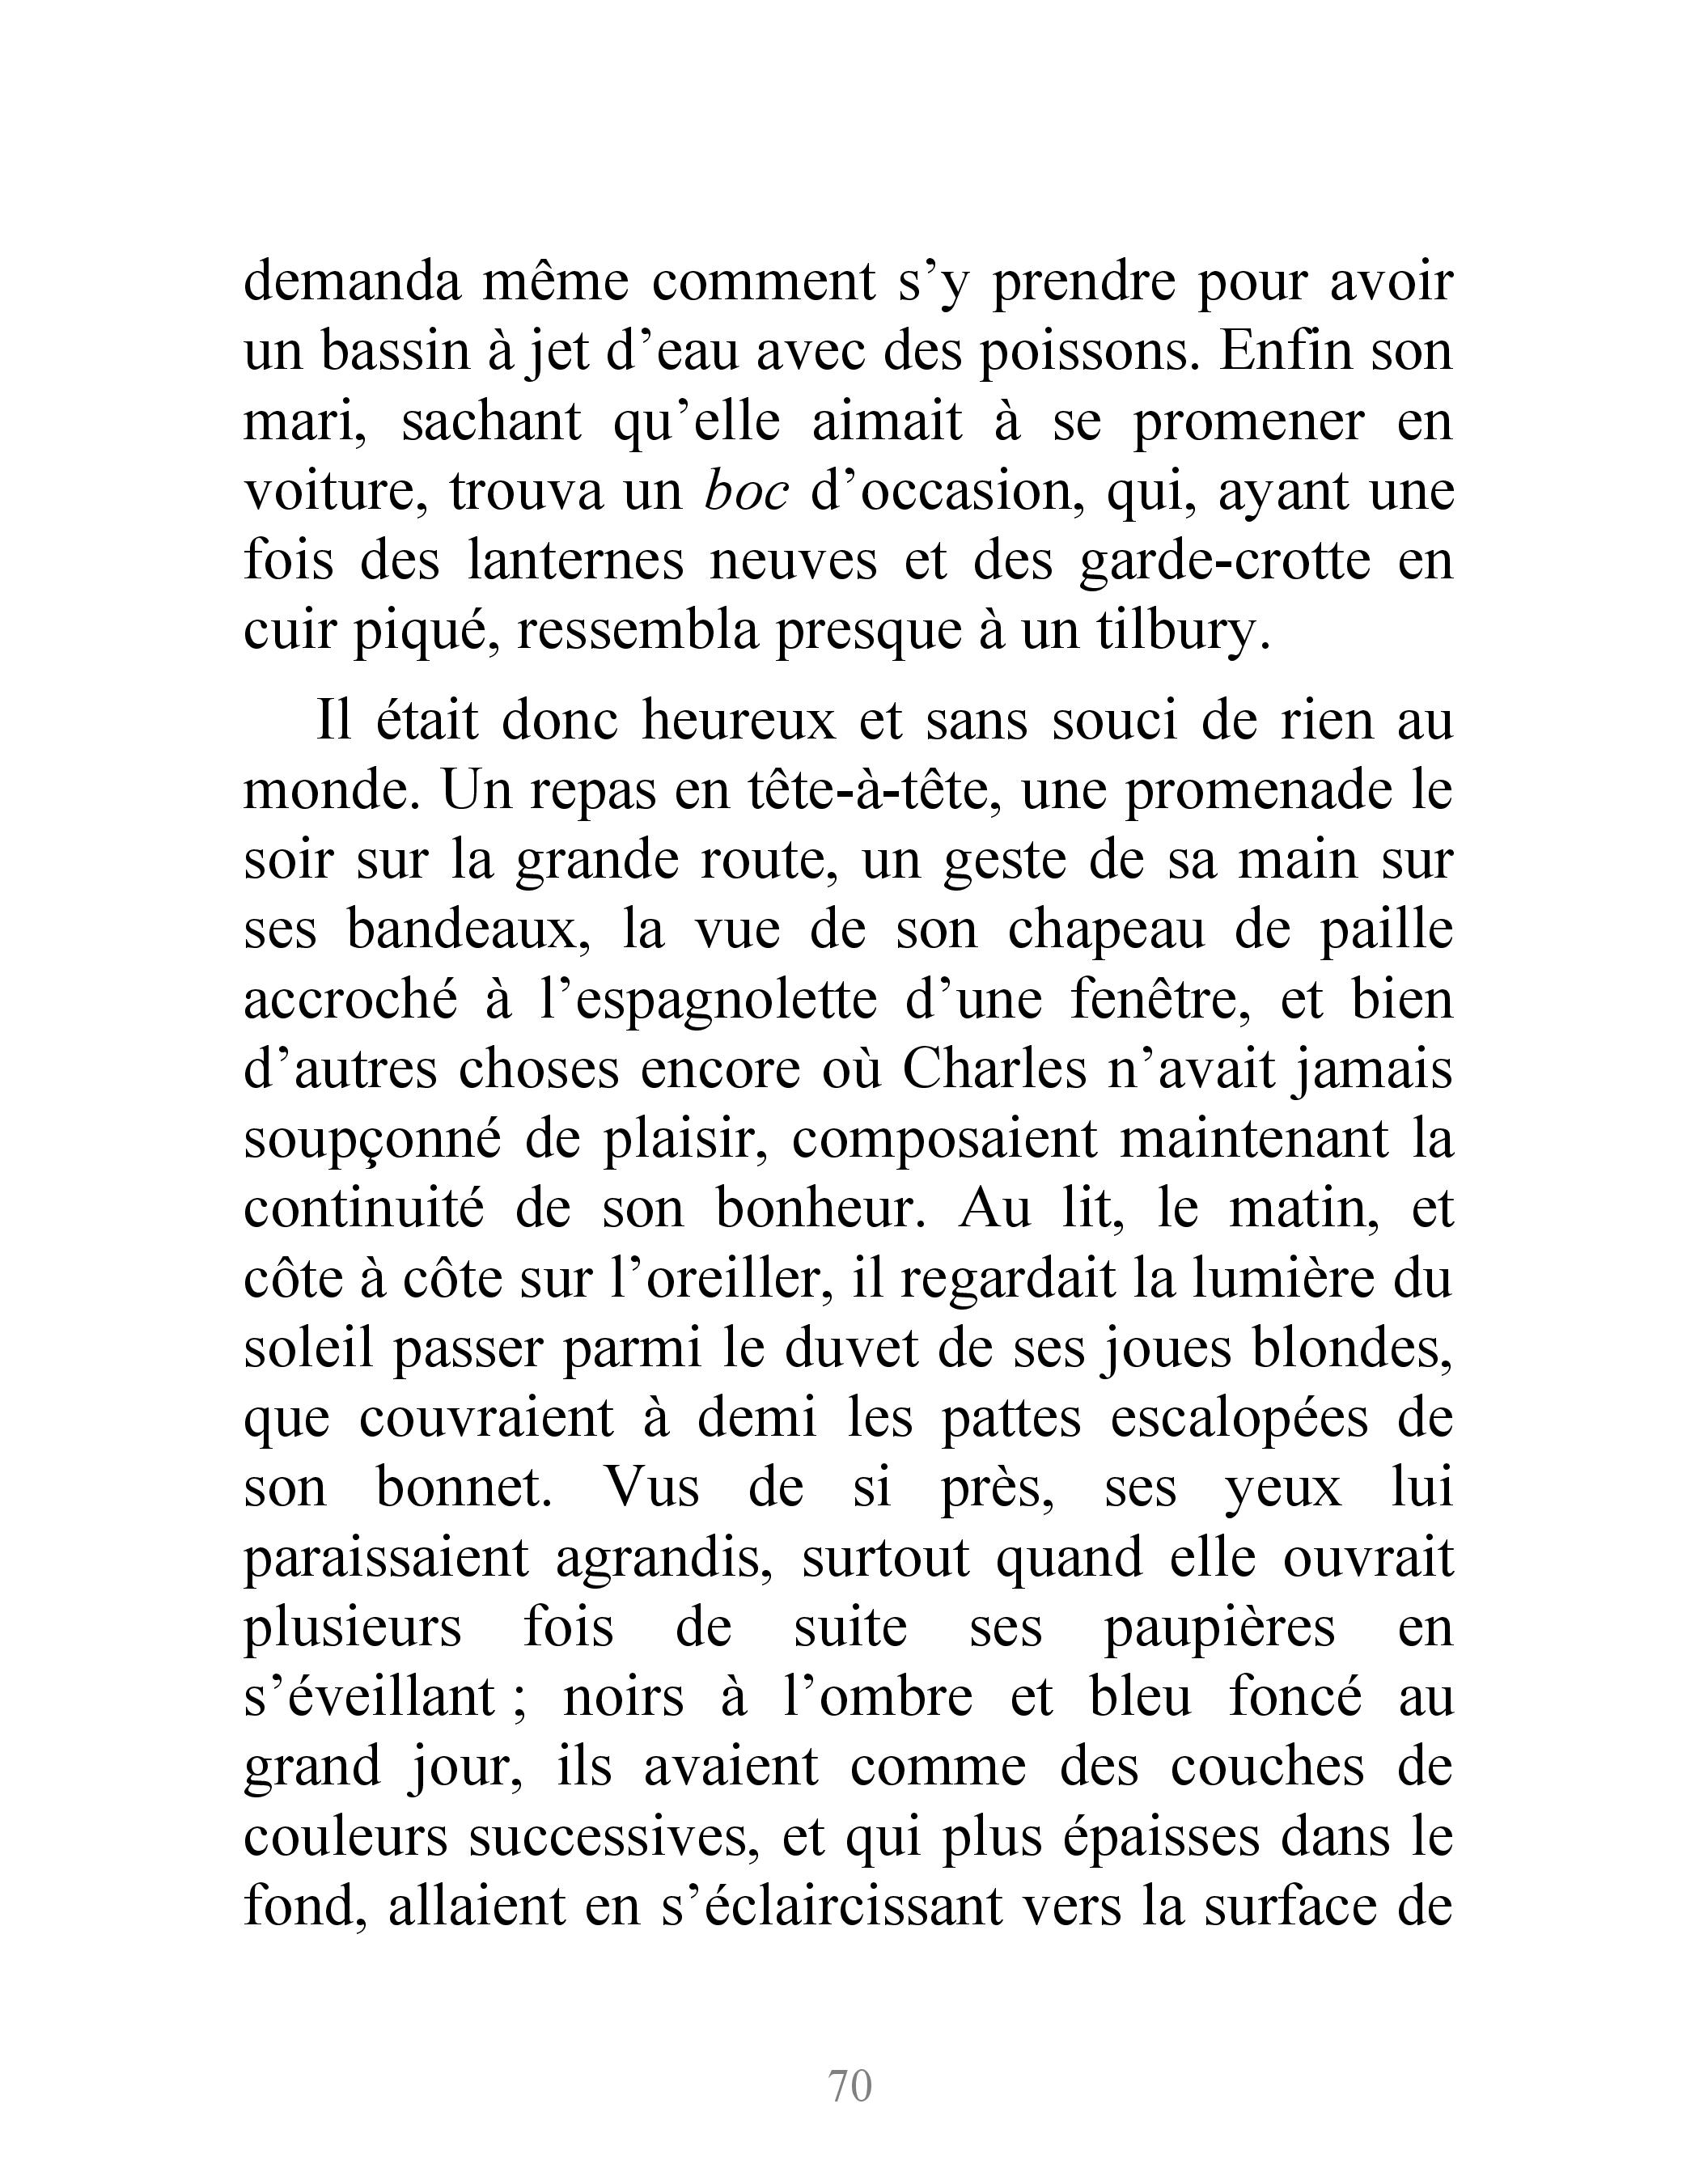 demanda même comment s’y prendre pour avoir
un bassin à jet d’eau avec des poissons. Enfin son
mari, sachant qu’elle aimait à se promener en
voiture, trouva un boc d’occasion, qui, ayant une
fois des lanternes neuves et des garde-crotte en
cuir piqué, ressembla presque à un tilbury.
Il était donc heureux et sans souci de rien au
monde. Un repas en tête-à-tête, une promenade le
soir sur la grande route, un geste de sa main sur
ses bandeaux, la vue de son chapeau de paille
accroché à l’espagnolette d’une fenêtre, et bien
d’autres choses encore où Charles n’avait jamais
soupçonné de plaisir, composaient maintenant la
continuité de son bonheur. Au lit, le matin, et
côte à côte sur l’oreiller, il regardait la lumière du
soleil passer parmi le duvet de ses joues blondes,
que couvraient à demi les pattes escalopées de
son bonnet. Vus de si près, ses yeux lui
paraissaient agrandis, surtout quand elle ouvrait
plusieurs fois de suite ses paupières en
s’éveillant ; noirs à l’ombre et bleu foncé au
grand jour, ils avaient comme des couches de
couleurs successives, et qui plus épaisses dans le
fond, allaient en s’éclaircissant vers la surface de
70